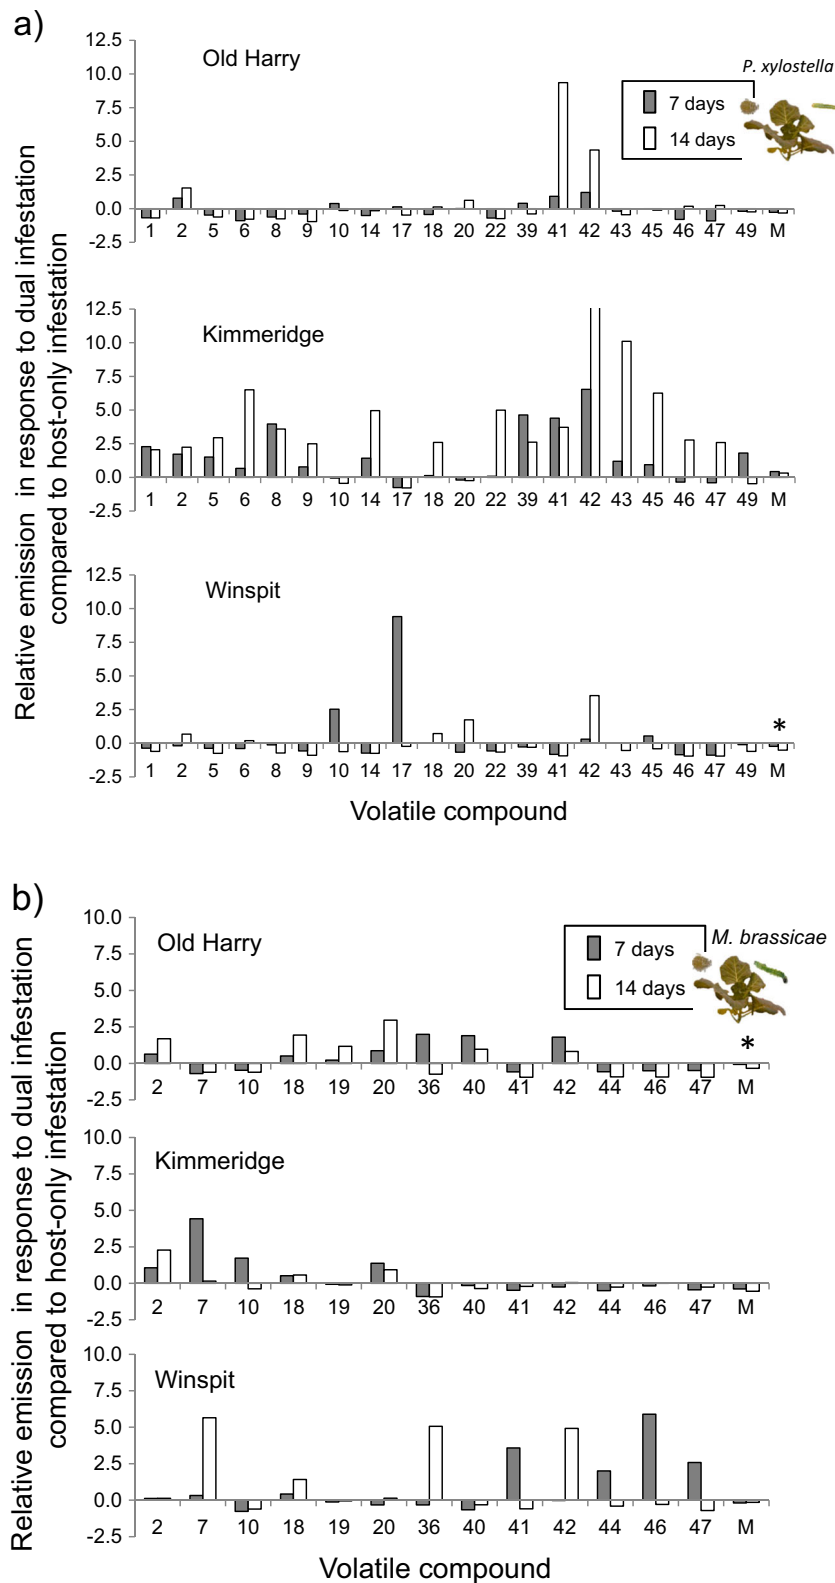 a)
Relative emission in response to dual infestation
compared to host-only infestation
12.5
10.0
7.5
5.0
2.5
0.0
-2.5
Old Harry
P. xylostella
7 days
14 days
1 2 5 6 8 9 10 14 17 18 20 22 39 41 42 43 45 46 47 49 M
12.5
10.0
7.5
5.0
2.5
0.0
-2.5
Kimmeridge
1 2 5 6 8 9 10 14 17 18 20 22 39 41 42 43 45 46 47 49 M
12.5
10.0
7.5
5.0
2.5
0.0
-2.5
Winspit
*
1 2 5 6 8 9 10 14 17 18 20 22 39 41 42 43 45 46 47 49 M
Volatile compound
b)
Relative emission in response to dual infestation
compared to host-only infestation
10.0
7.5
5.0
2.5
0.0
-2.5
Old Harry
M. brassicae
7 days
14 days
*
2 7 10 18 19 20 36 40 41 42 44 46 47 M
10.0
7.5
5.0
2.5
0.0
-2.5
Kimmeridge
2 7 10 18 19 20 36 40 41 42 44 46 47 M
10.0
7.5
5.0
2.5
0.0
-2.5
Winspit
2 7 10 18 19 20 36 40 41 42 44 46 47 M
Volatile compound